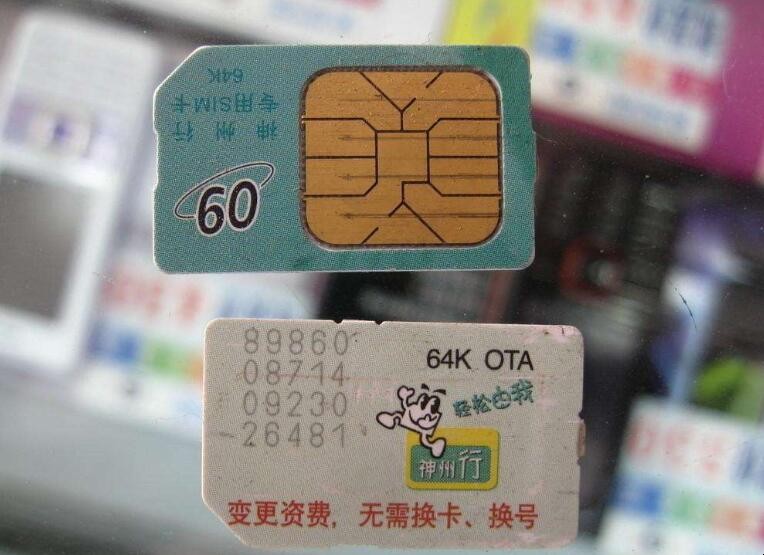 64K
专用SIM卡
神州行
60
89860
08714
09230
-26481
64K OTA
轻松由我
神州行
变更资费，无需换卡、换号